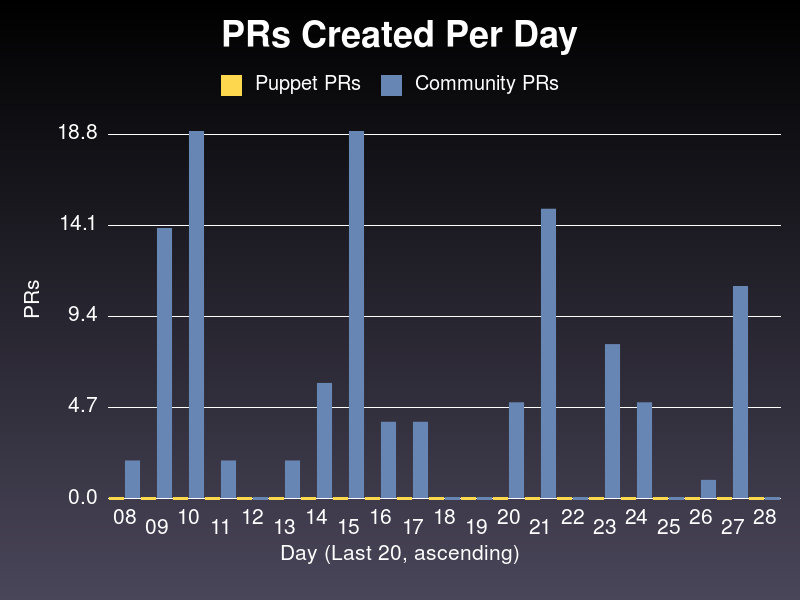 PRs Created Per Day
Puppet PRs Community PRs
18.8
14.1
9.4
4.7
0.0
PRs
08 09 10 11 12 13 14 15 16 17 18 19 20 21 22 23 24 25 26 27 28
Day (Last 20, ascending)